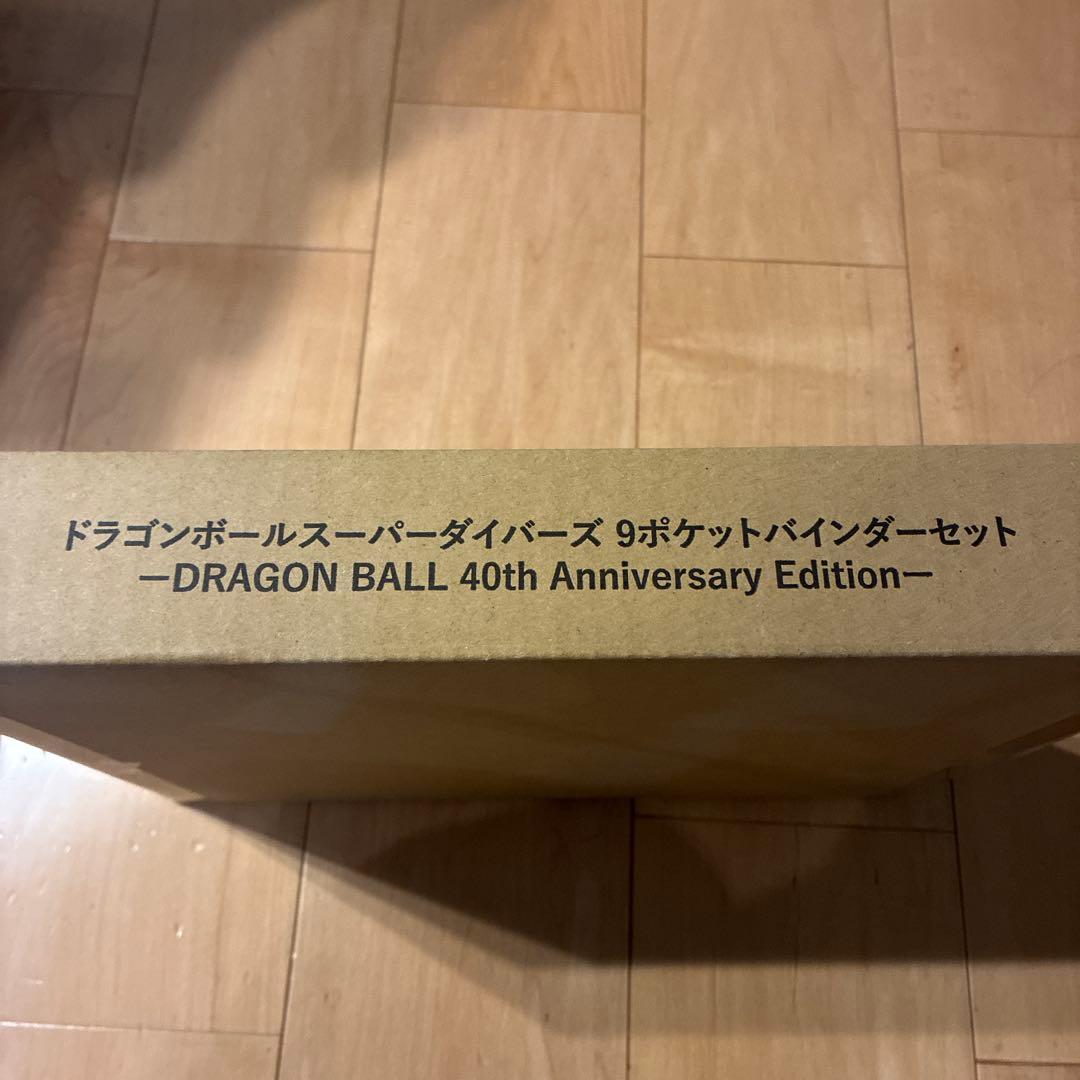 ドラゴンボールスーパーダイバーズ 9ポケットバインダーセット
ーDRAGON BALL 40th Anniversary Editionー